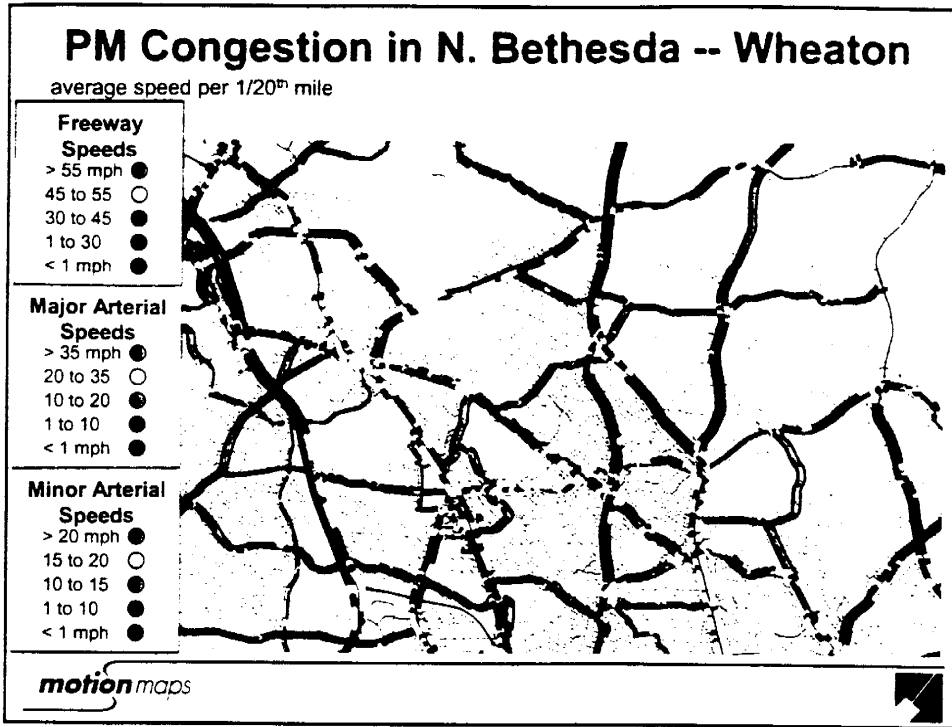 PM Congestion in N. Bethesda -- Wheaton
average speed per 1/20th mile
Freeway
Speeds
> 55 mph
45 to 55
30 to 45
1 to 30
< 1 mph
Major Arterial
Speeds
> 35 mph
20 to 35
10 to 20
1 to 10
< 1 mph
Minor Arterial
Speeds
> 20 mph
15 to 20
10 to 15
1 to 10
< 1 mph
motionmaps